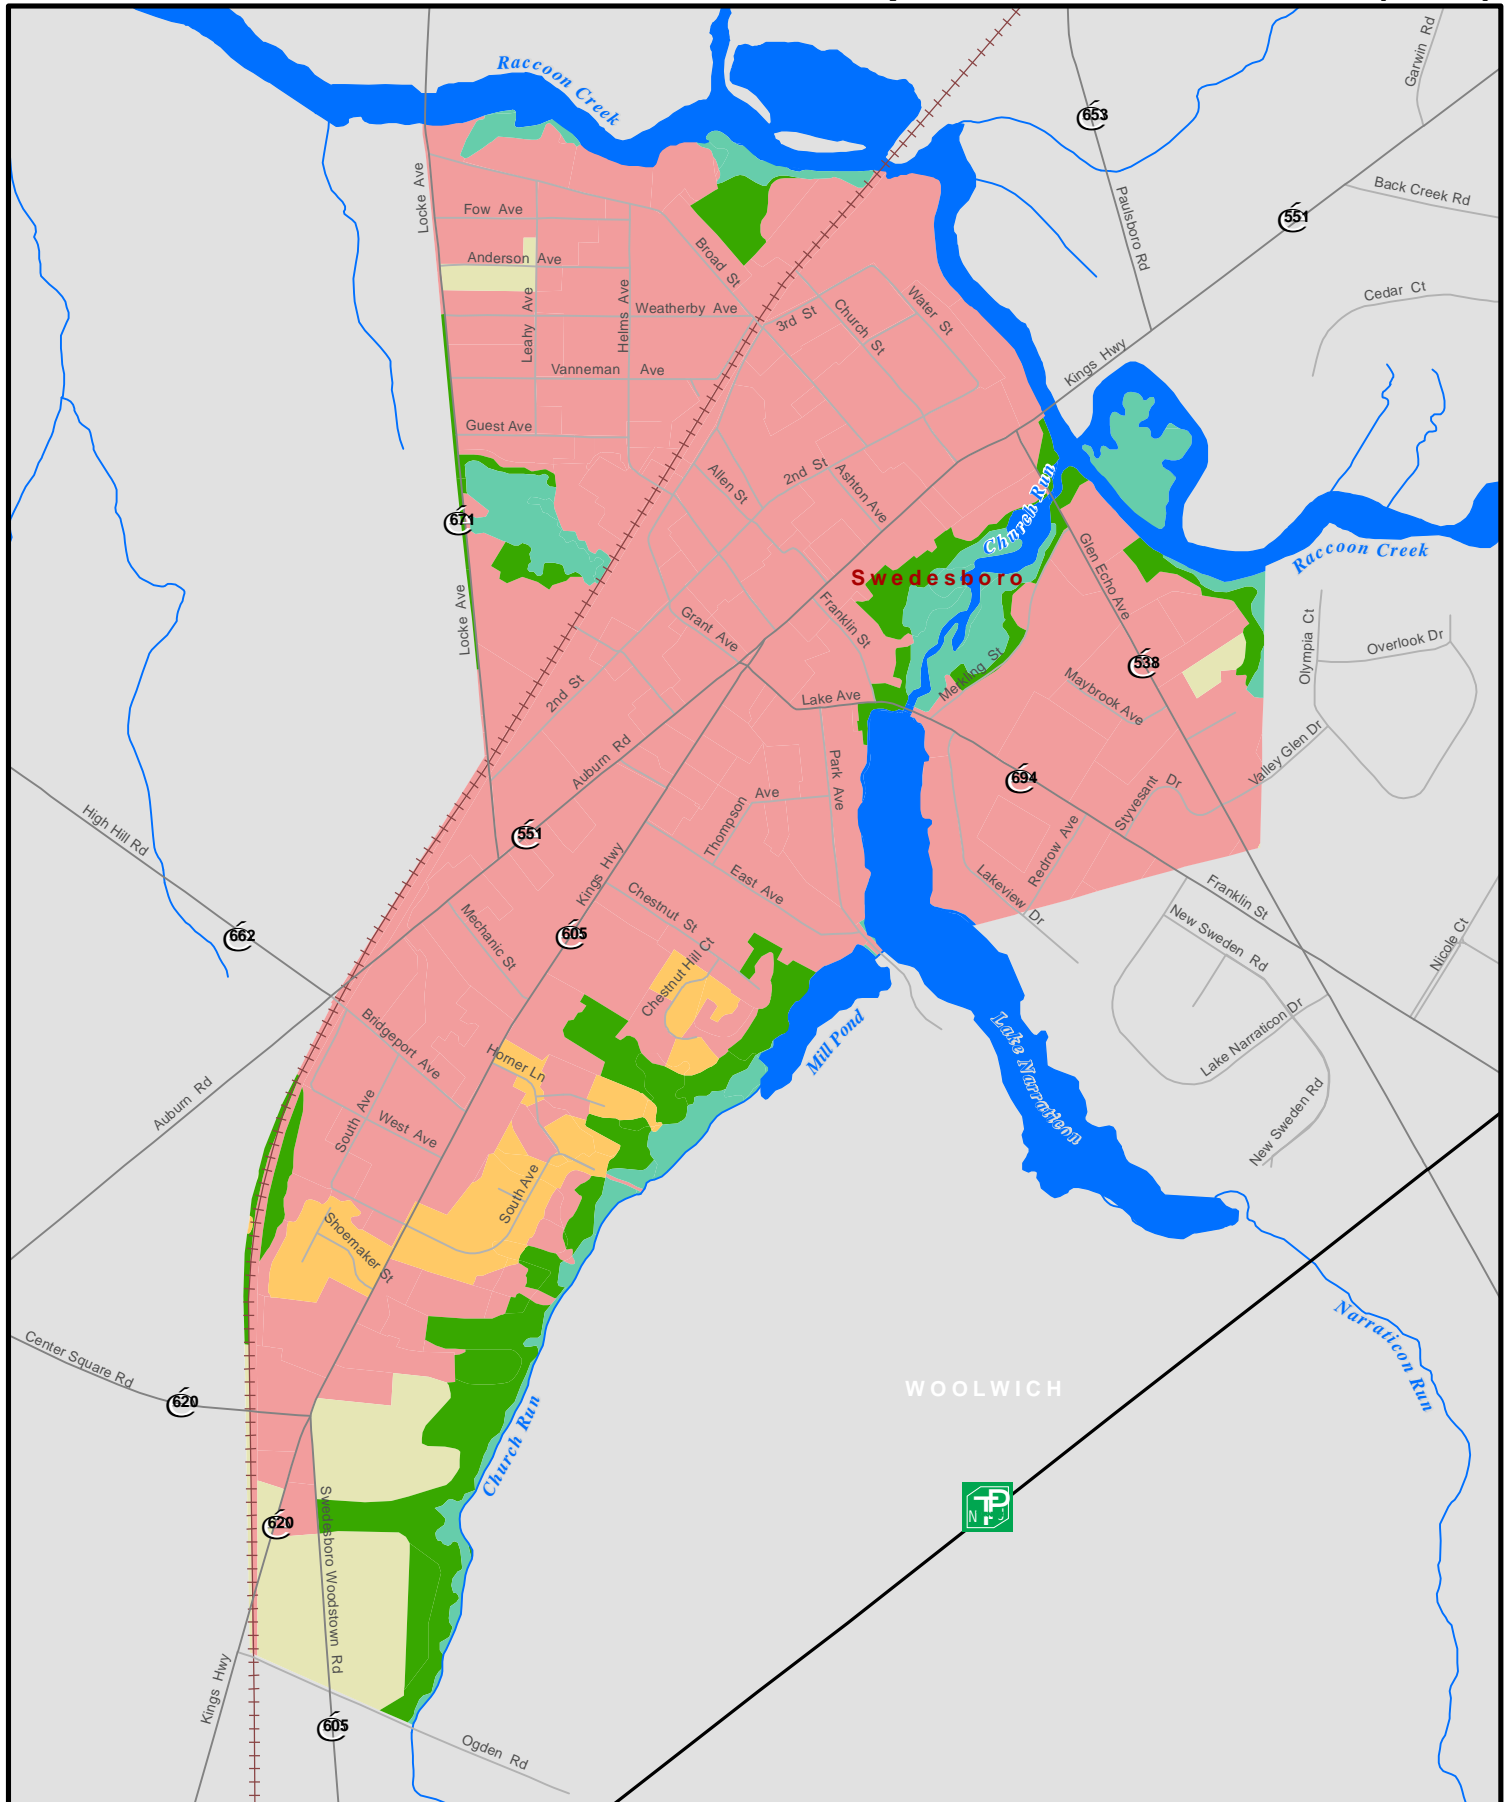 Raccoon Creek
Garwin Rd
653
Locke Ave
Back Creek Rd
Paulsboro Rd
551
Fow Ave
Broad St
Anderson Ave
Leahy Ave
Helms Ave
Weatherby Ave
3rd St
Church St
Water St
Cedar Ct
Kings Hwy
Vanneman Ave
Guest Ave
Allen St
2nd St
Ashton Ave
Church Run
671
Glen Echo Ave
Raccoon Creek
Swedesboro
Locke Ave
Grant Ave
Franklin St
Merkling St
538
Maybrook Ave
Olympia Ct
Overlook Dr
2nd St
Lake Ave
Auburn Rd
Park Ave
694
Styvesant Dr
Valley Glen Dr
High Hill Rd
551
Thompson Ave
Kings Hwy
East Ave
Redrow Ave
Lakeview Dr
Franklin St
Chestnut St
Mechanic St
605
662
Chestnut Hill Ct
New Sweden Rd
Nicole Ct
Bridgeport Ave
Mill Pond
Lake Narraticon
Lake Narraticon Dr
Horner Ln
Auburn Rd
South Ave
West Ave
New Sweden Rd
South Ave
Shoemaker St
Narraticon Run
Center Square Rd
620
WOOLWICH
Church Run
620
Swedesboro Woodstown Rd
NJ
TP
Kings Hwy
605
Ogden Rd